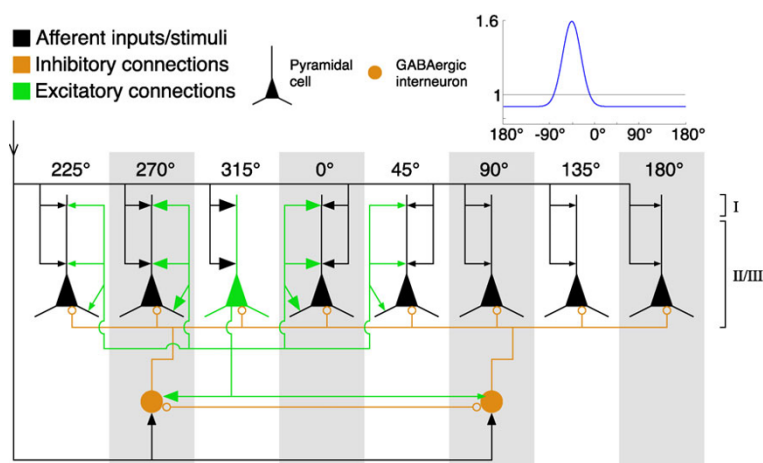 Afferent inputs/stimuli
Inhibitory connections
Excitatory connections
Pyramidal
cell
GABAergic
interneuron
1.6
1
180° -90° 0° 90° 180°
225° 270° 315° 0° 45° 90° 135° 180°
I
II/III